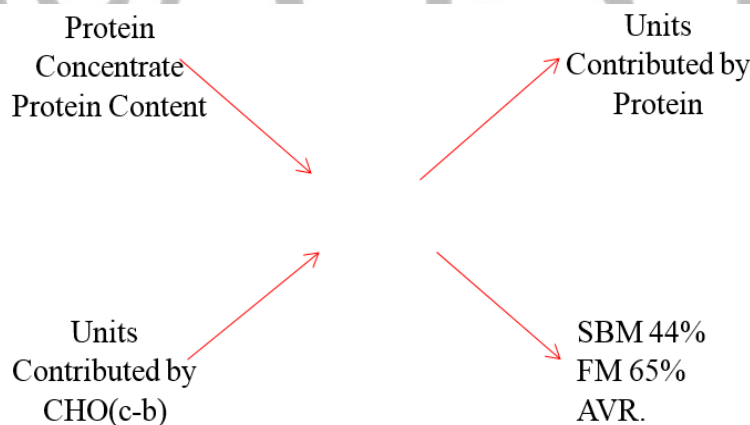 Protein
Concentrate
Protein Content
Units
Contributed by
Protein
Units
Contributed by
CHO(c-b)
SBM 44%
FM 65%
AVR.